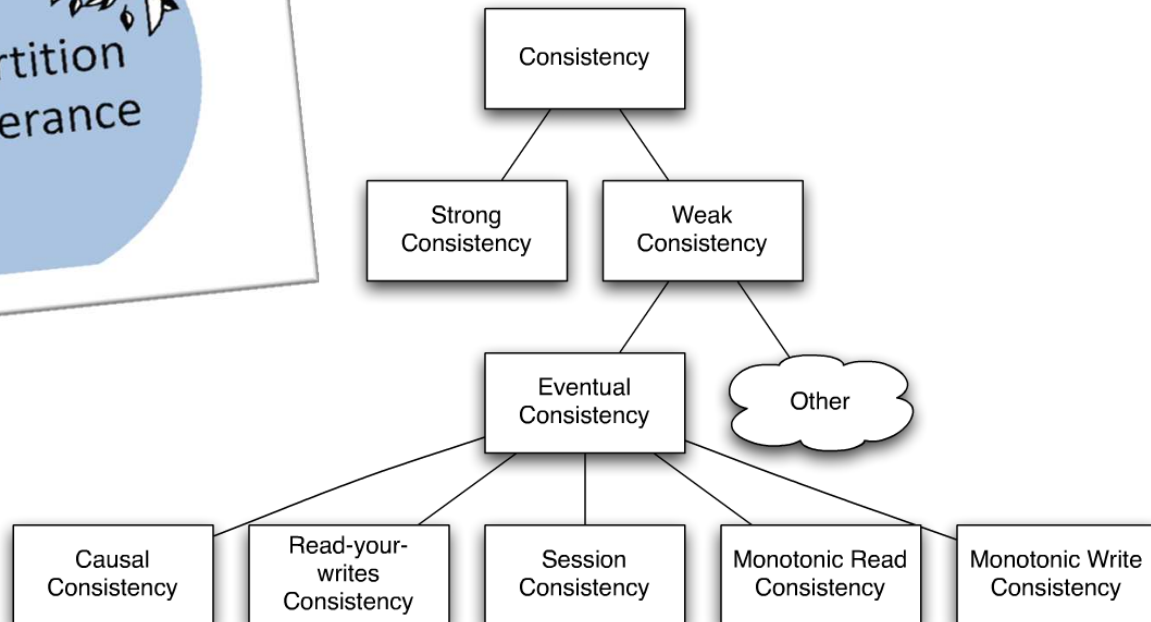 rtition
erance
Consistency
Strong
Consistency
Weak
Consistency
Eventual
Consistency
Other
Causal
Consistency
Read-your-
writes
Consistency
Session
Consistency
Monotonic Read
Consistency
Monotonic Write
Consistency